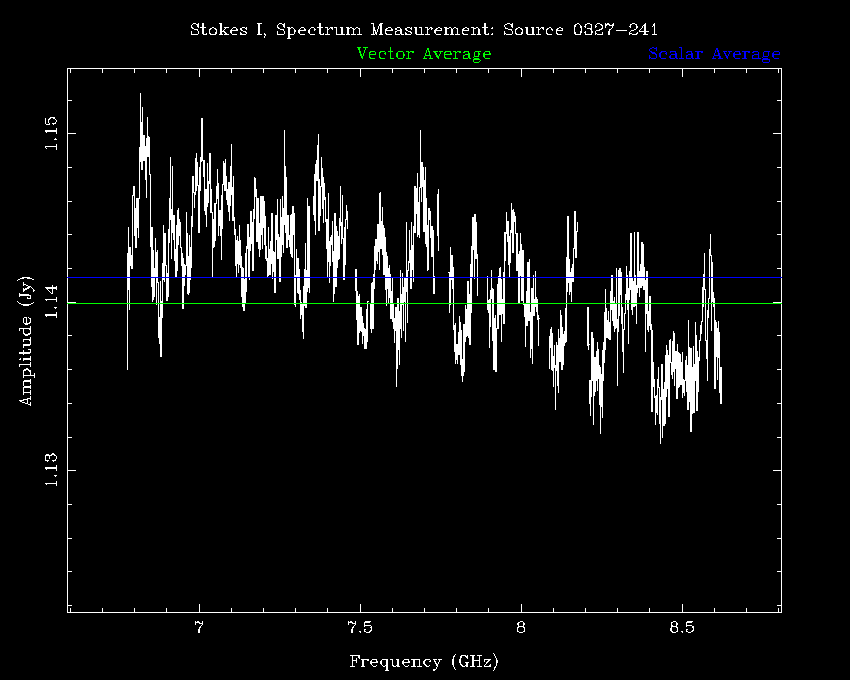 Stokes I, Spectrum Measurement: Source 0327-241
Vector Average
Scalar Average
1.15
1.14
1.13
Amplitude (Jy)
7
7.5
8
8.5
Frequency (GHz)